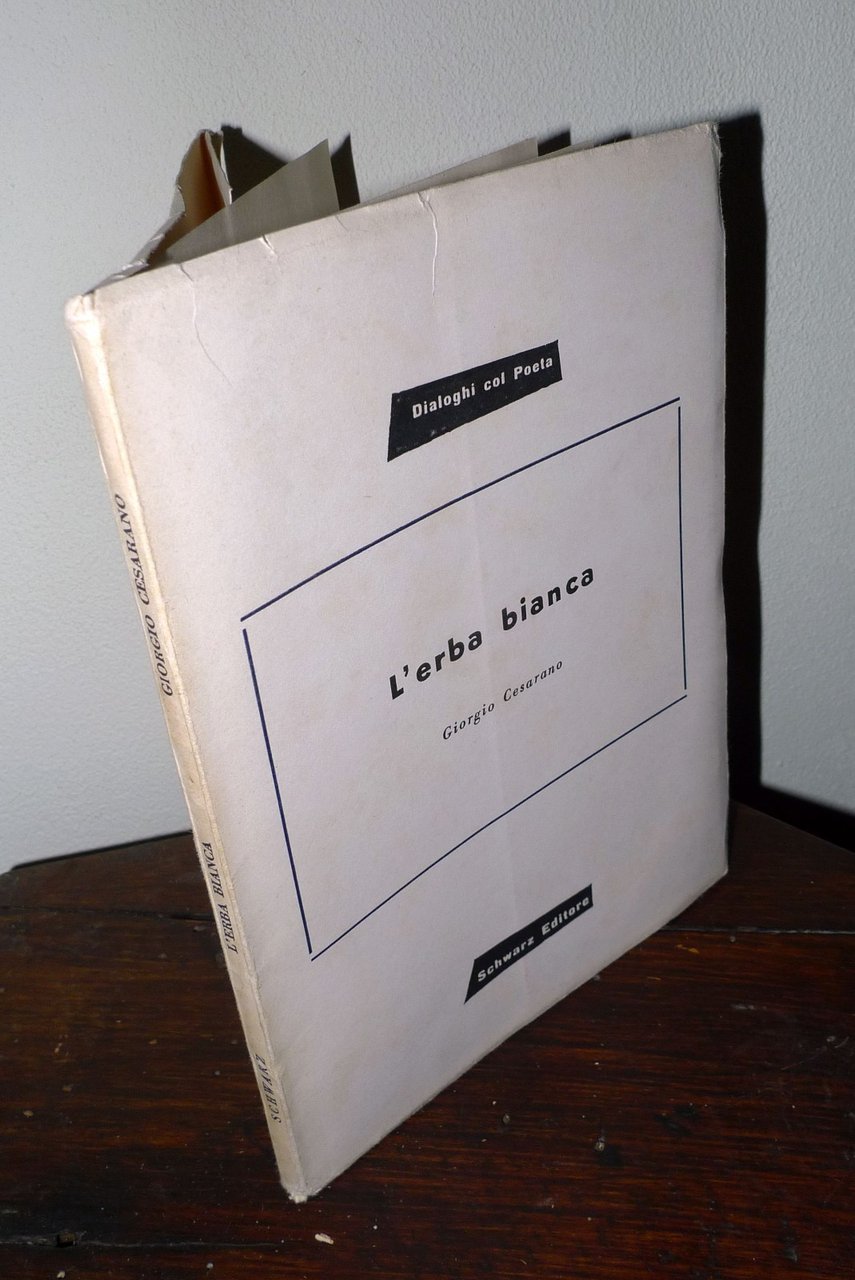 Dialoghi col Poeta
L'erba bianca
Giorgio Cesarano
Schwarz Editore
GIORGIO CESARANO
L'ERBA BIANCA
SCHWARZ